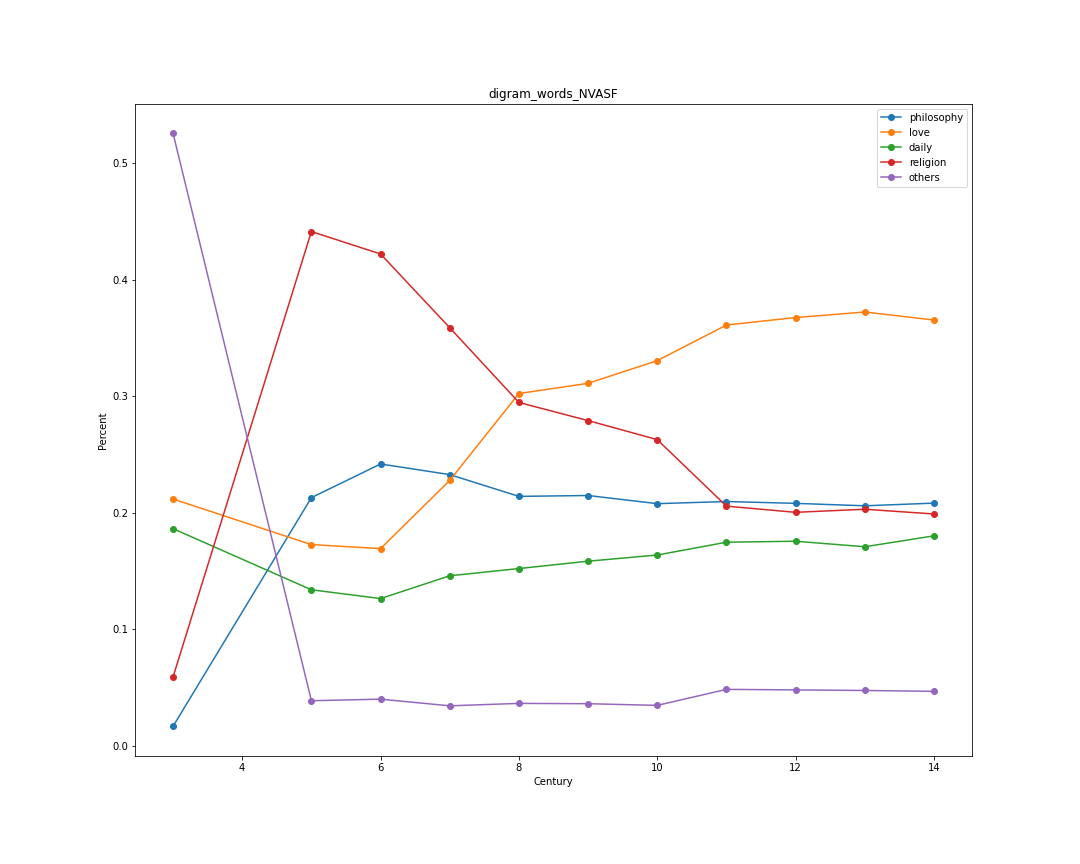 digram_words_NVASF
philosophy
love
daily
religion
others
0.5
0.4
0.3
0.2
0.1
0.0
Percent
4 6 8 10 12 14
Century